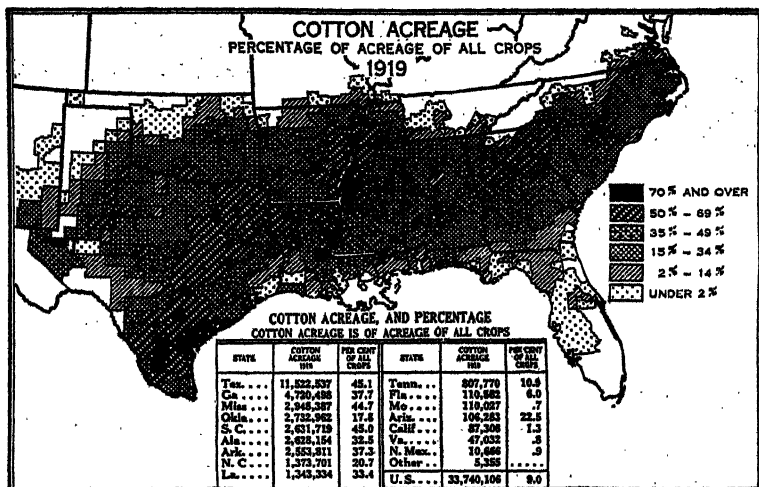 COTTON ACREAGE
PERCENTAGE OF ACREAGE OF ALL CROPS
1919
70% AND OVER
50% - 69%
35% - 49%
15% - 34%
2% - 14%
UNDER 2%
COTTON ACREAGE, AND PERCENTAGE
COTTON ACREAGE IS OF ACREAGE OF ALL CROPS
STATE COTTON ACREAGE 1919 PER CENT OF ALL CROPS STATE COTTON ACREAGE 1919 PER CENT OF ALL CROPS
Tex.... 11,522,537 45.1 Tenn... 807,770 10.9
Ga.... 4,720,498 37.7 Fla.... 110,562 6.0
Miss... 2,948,387 44.7 Mo.... 110,027 .7
Okla... 2,732,962 17.8 Ariz... 106,283 22.5
S. C.... 2,631,719 45.0 Calif... 87,308 1.3
Ala.... 2,628,154 32.5 Va.... 47,032 .8
Ark.... 2,553,811 37.3 N. Mex.. 10,666 .9
N. C... 1,373,701 20.7 Other.. 5,355 .....
La.... 1,343,334 33.4 U. S.... 33,740,106 9.0